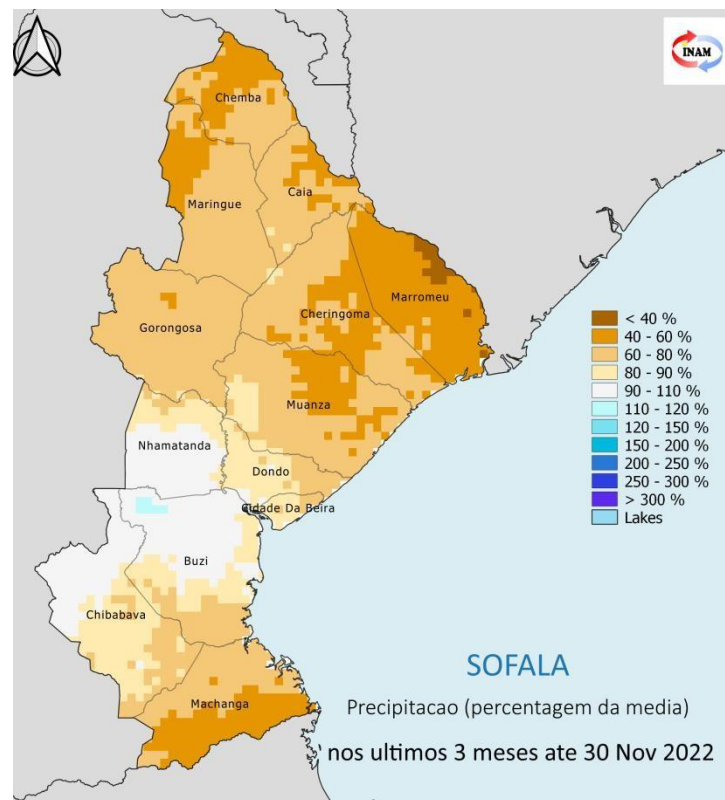 INAM
Chemba
Caia
Maringue
Marromeu
Cheringoma
Gorongosa
Muanza
Nhamatanda
Dondo
Cidade Da Beira
Buzi
Chibabava
Machanga
< 40 %
40 - 60 %
60 - 80 %
80 - 90 %
90 - 110 %
110 - 120 %
120 - 150 %
150 - 200 %
200 - 250 %
250 - 300 %
> 300 %
Lakes
SOFALA
Precipitacao (percentagem da media)
nos ultimos 3 meses ate 30 Nov 2022